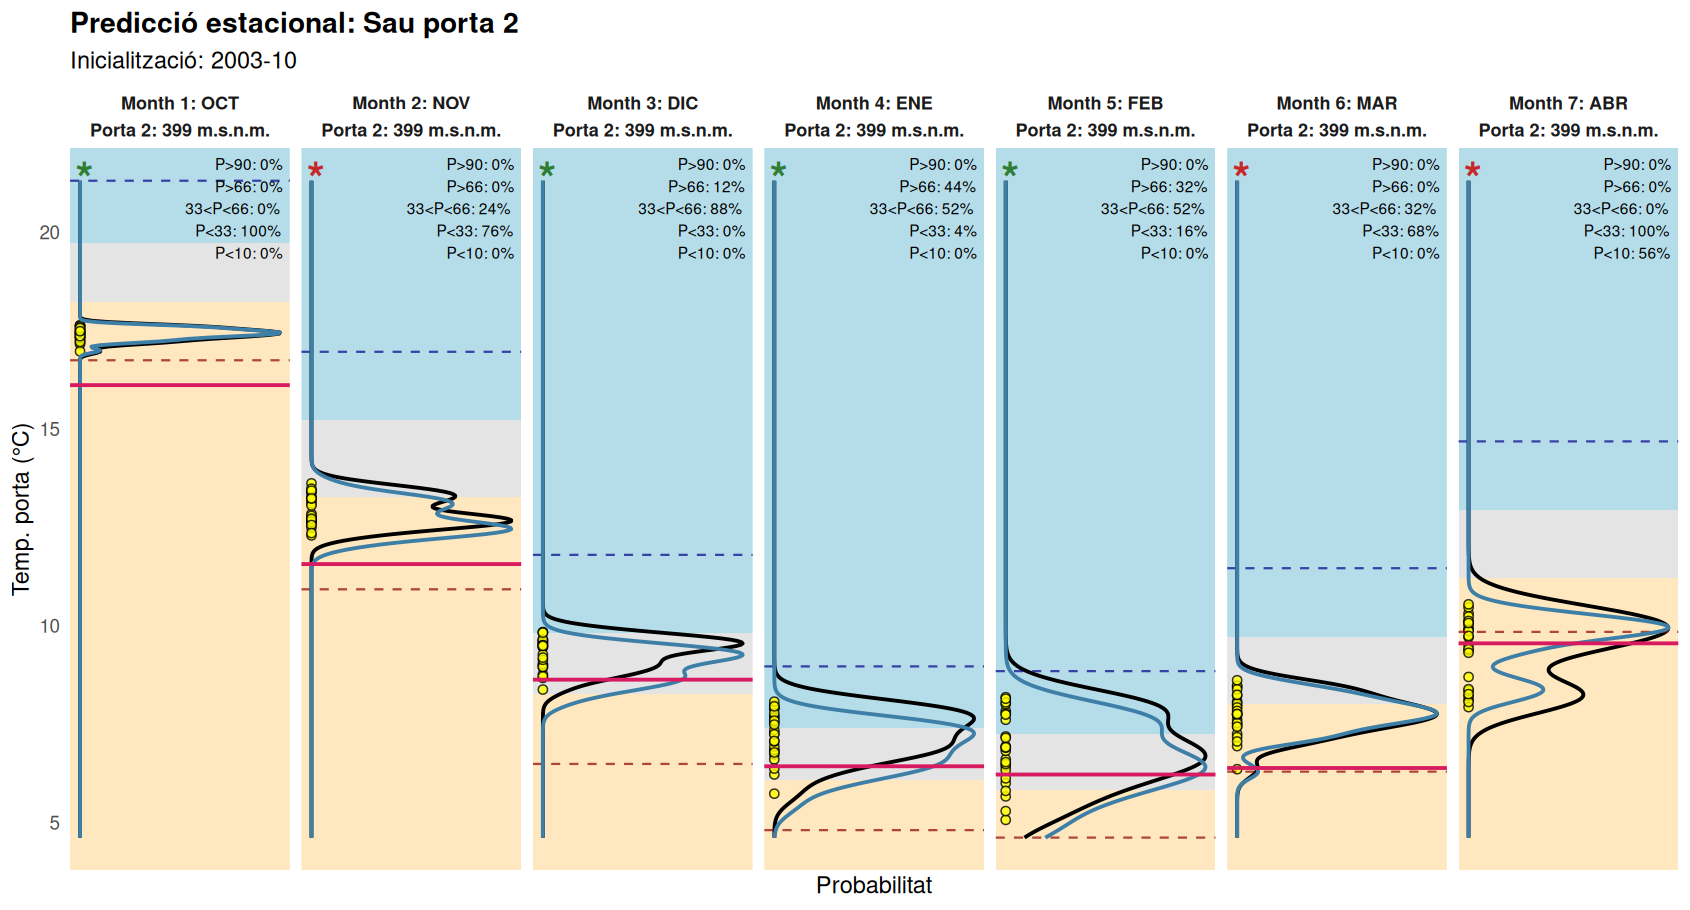 Predicció estacional: Sau porta 2
Inicialització: 2003-10
Month 1: OCT
Porta 2: 399 m.s.n.m.
Month 2: NOV
Porta 2: 399 m.s.n.m.
Month 3: DIC
Porta 2: 399 m.s.n.m.
Month 4: ENE
Porta 2: 399 m.s.n.m.
Month 5: FEB
Porta 2: 399 m.s.n.m.
Month 6: MAR
Porta 2: 399 m.s.n.m.
Month 7: ABR
Porta 2: 399 m.s.n.m.
*
P>90: 0%
P>66: 0%
33<P<66: 0%
P<33: 100%
P<10: 0%
*
P>90: 0%
P>66: 0%
33<P<66: 24%
P<33: 76%
P<10: 0%
*
P>90: 0%
P>66: 12%
33<P<66: 88%
P<33: 0%
P<10: 0%
*
P>90: 0%
P>66: 44%
33<P<66: 52%
P<33: 4%
P<10: 0%
*
P>90: 0%
P>66: 32%
33<P<66: 52%
P<33: 16%
P<10: 0%
*
P>90: 0%
P>66: 0%
33<P<66: 32%
P<33: 68%
P<10: 0%
*
P>90: 0%
P>66: 0%
33<P<66: 0%
P<33: 100%
P<10: 56%
20
15
10
5
Temp. porta (°C)
Probabilitat